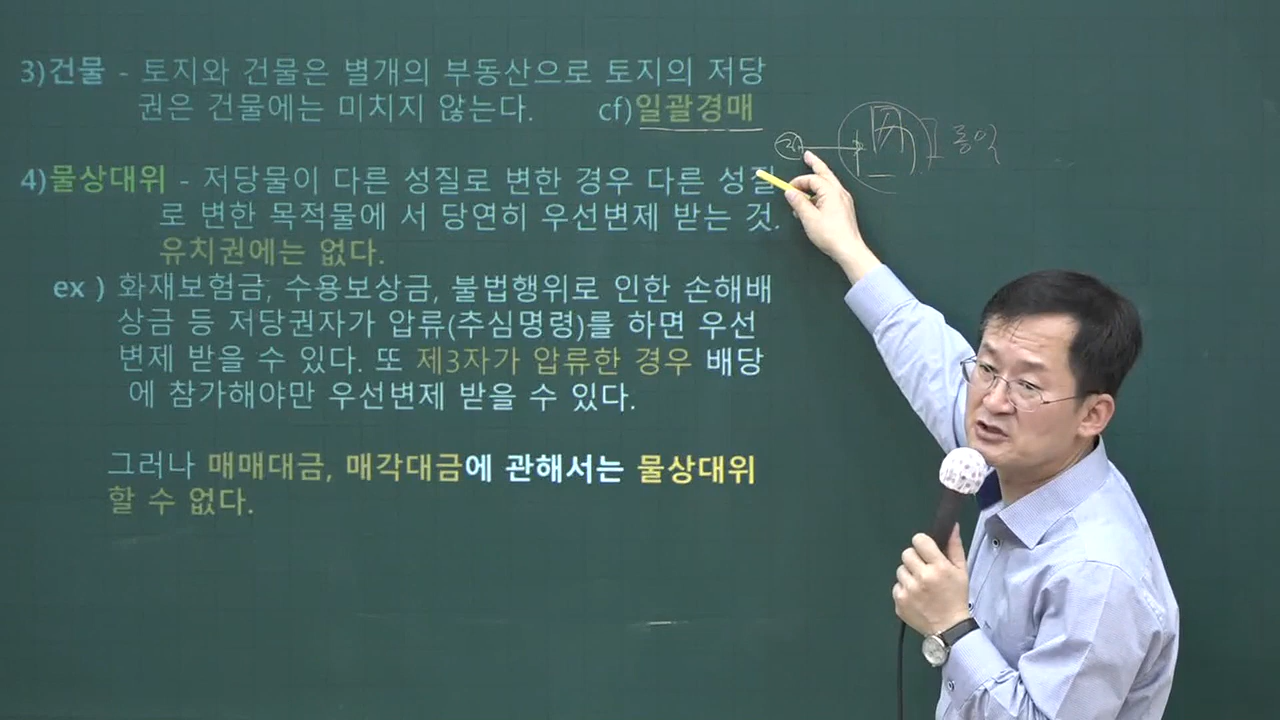 3)건물 - 토지와 건물은 별개의 부동산으로 토지의 저당
권은 건물에는 미치지 않는다. cf)일괄경매
4)물상대위 - 저당물이 다른 성질로 변한 경우 다른 성질
로 변한 목적물에 서 당연히 우선변제 받는 것.
유치권에는 없다.
ex ) 화재보험금, 수용보상금, 불법행위로 인한 손해배
상금 등 저당권자가 압류(추심명령)를 하면 우선
변제 받을 수 있다. 또 제3자가 압류한 경우 배당
에 참가해야만 우선변제 받을 수 있다.
그러나 매매대금, 매각대금에 관해서는 물상대위
할 수 없다.